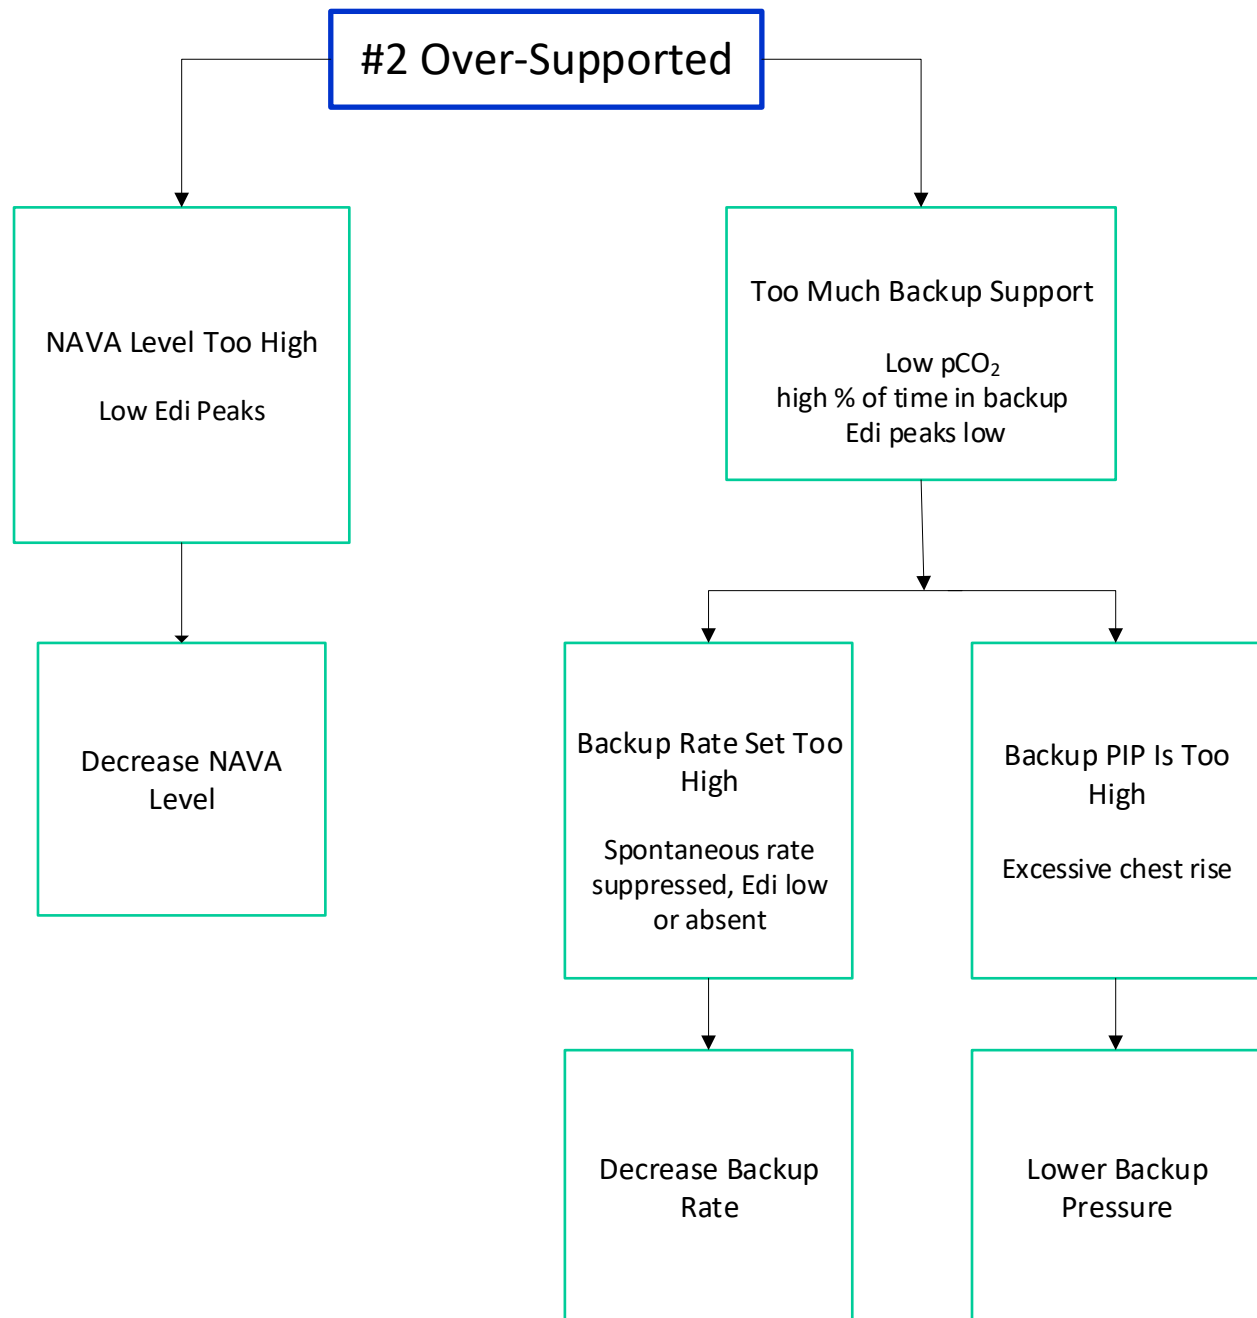 #2 Over-Supported
NAVA Level Too High
Low Edi Peaks
Too Much Backup Support
Low pCO₂
high % of time in backup
Edi peaks low
Decrease NAVA
Level
Backup Rate Set Too
High
Spontaneous rate
suppressed, Edi low
or absent
Backup PIP Is Too
High
Excessive chest rise
Decrease Backup
Rate
Lower Backup
Pressure